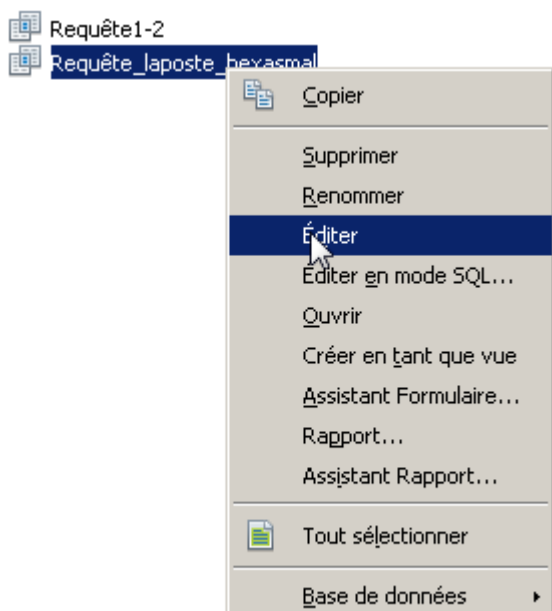 Requête1-2
Requête_laposte_hexasmal
Copier
Supprimer
Renommer
Éditer
Éditer en mode SQL...
Ouvrir
Créer en tant que vue
Assistant Formulaire...
Rapport...
Assistant Rapport...
Tout sélectionner
Base de données